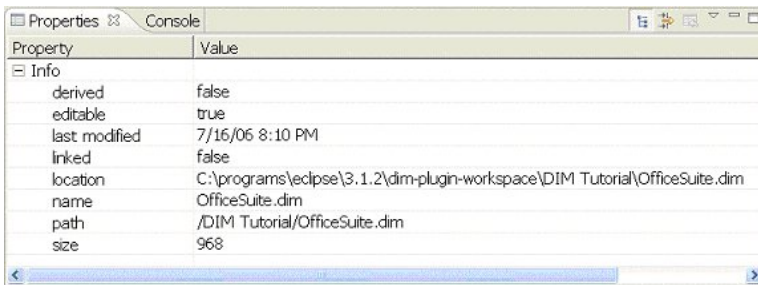 Properties Console
Property Value
Info
derived false
editable true
last modified 7/16/06 8:10 PM
linked false
location C:\programs\eclipse\3.1.2\dim-plugin-workspace\DIM Tutorial\OfficeSuite.dim
name OfficeSuite.dim
path /DIM Tutorial/OfficeSuite.dim
size 968